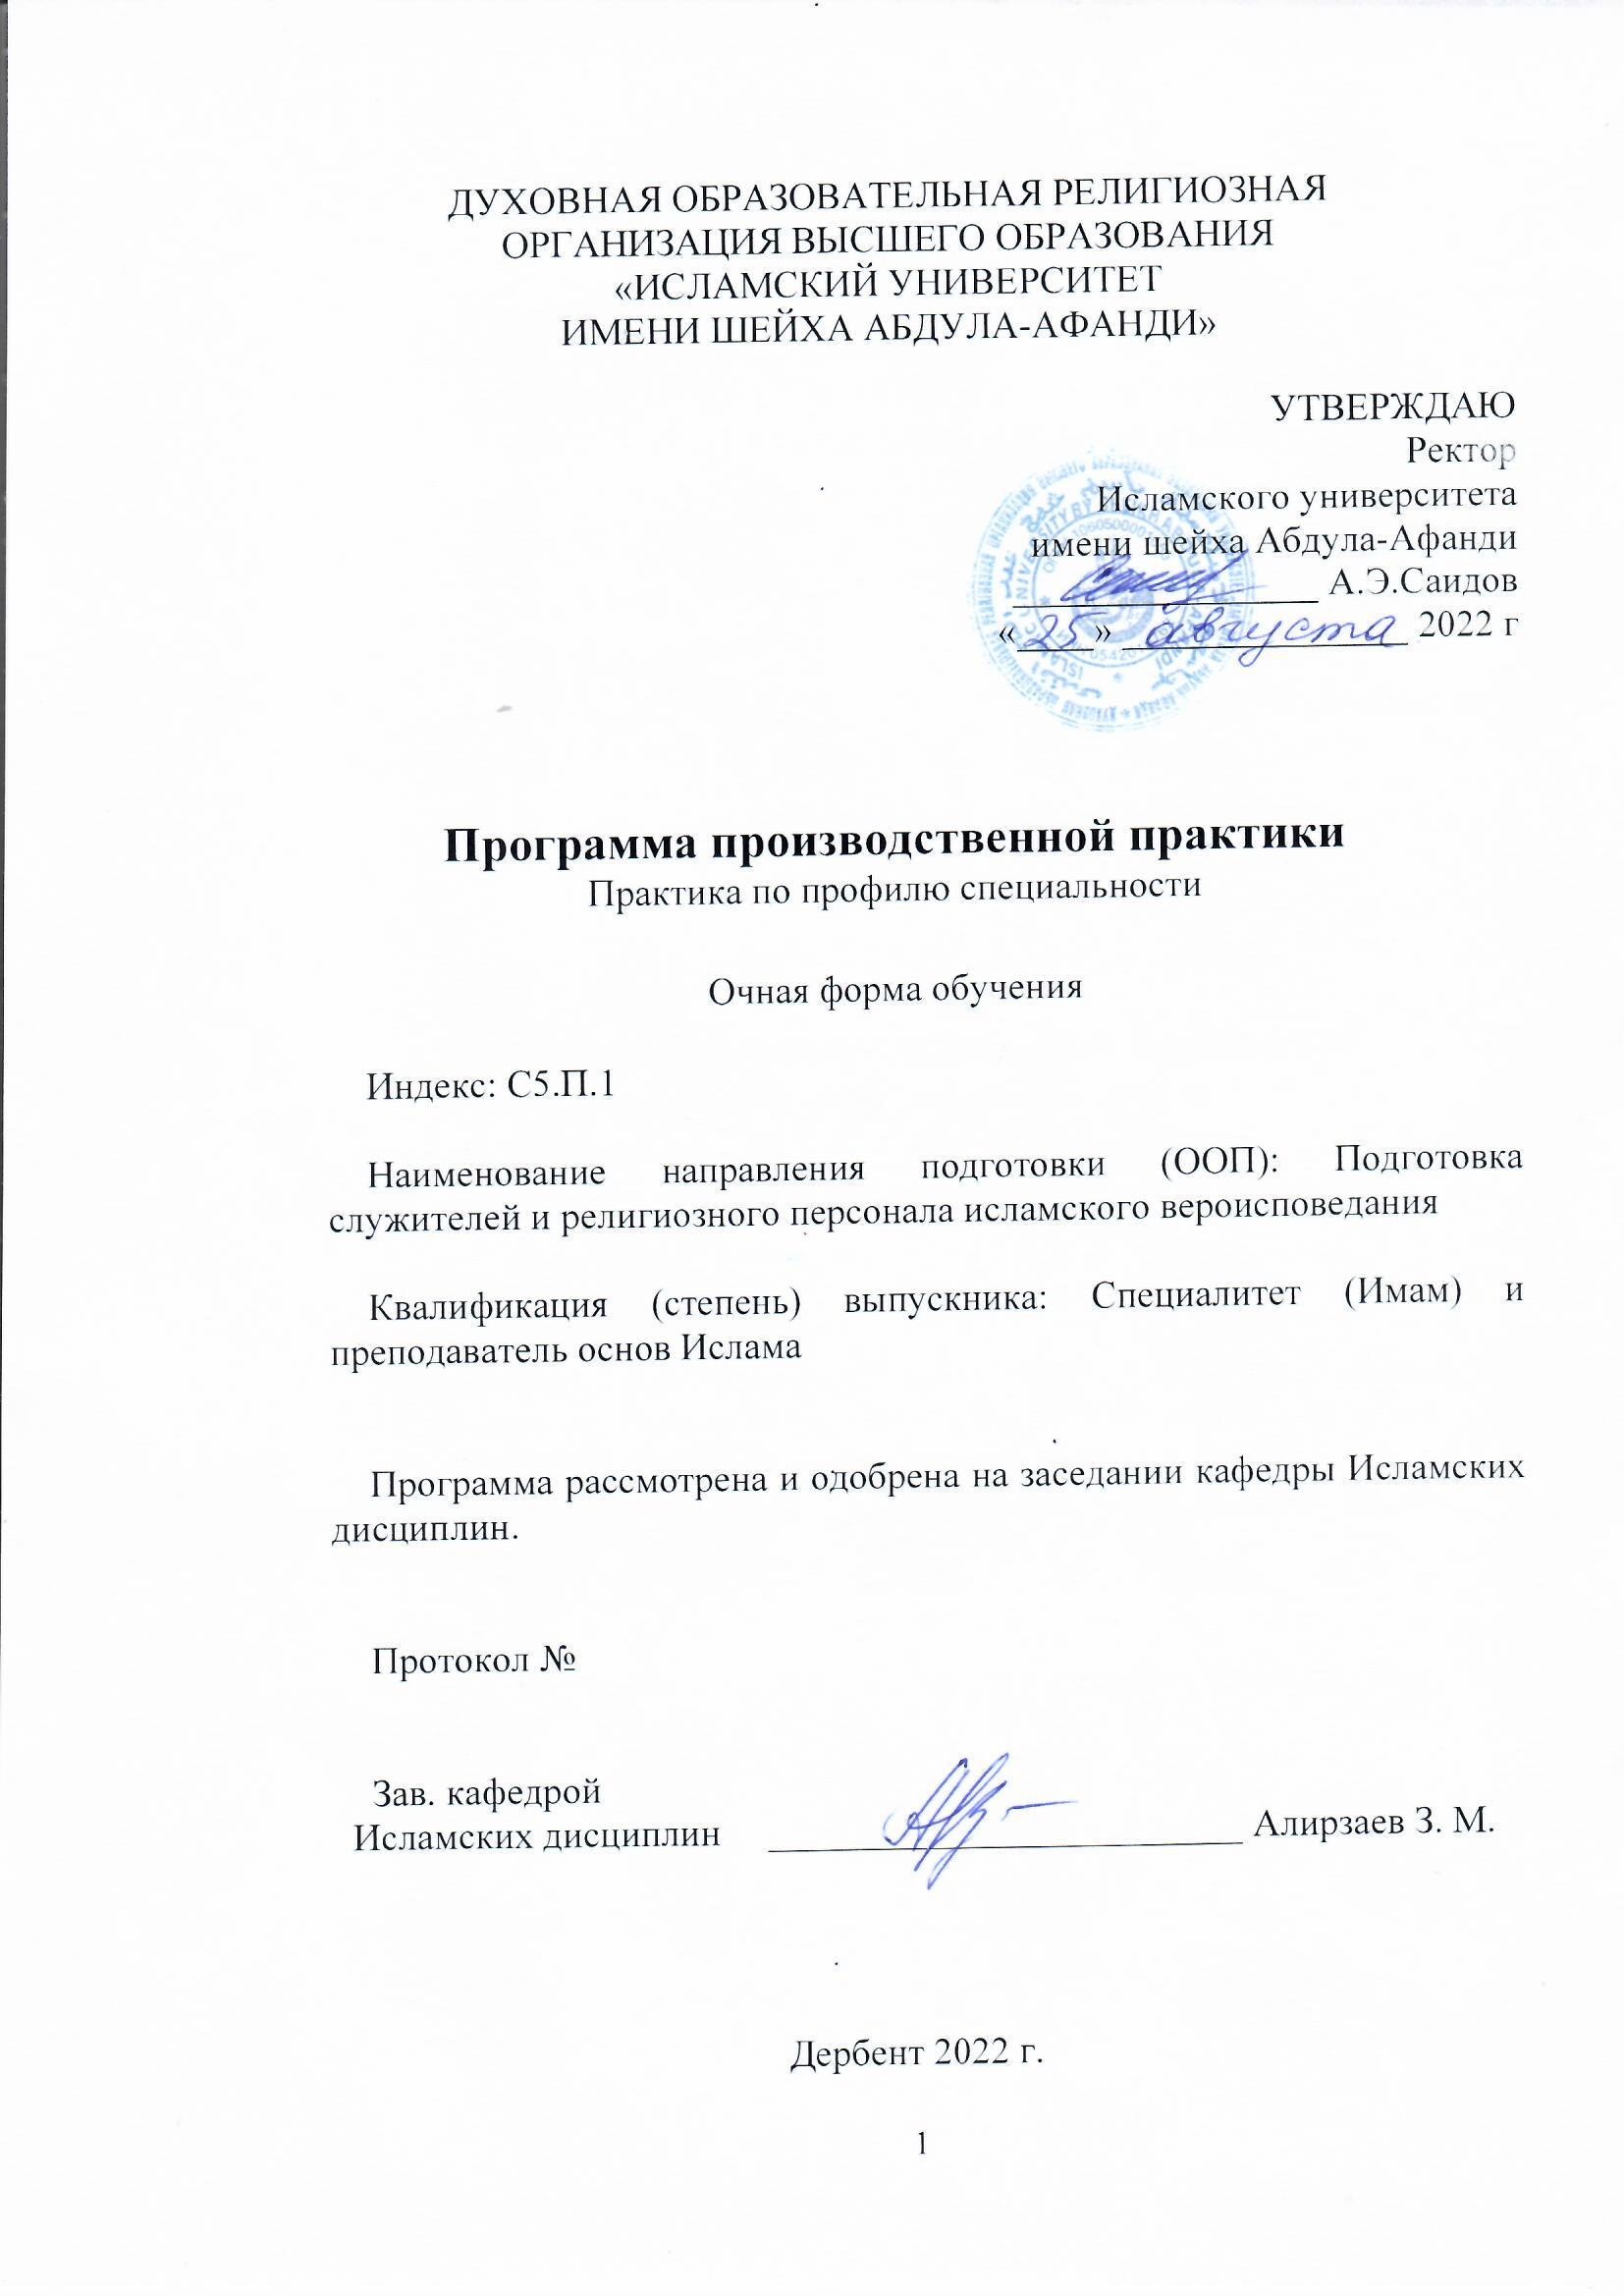 ДУХОВНАЯ ОБРАЗОВАТЕЛЬНАЯ РЕЛИГИОЗНАЯ
ОРГАНИЗАЦИЯ ВЫСШЕГО ОБРАЗОВАНИЯ
«ИСЛАМСКИЙ УНИВЕРСИТЕТ
ИМЕНИ ШЕЙХА АБДУЛА-АФАНДИ»
УТВЕРЖДАЮ
Ректор
Исламского университета
имени шейха Абдула-Афанди
А.Э.Саидов
«25» августа 2022 г
Программа производственной практики
Практика по профилю специальности
Очная форма обучения
Индекс: С5.П.1
Наименование направления подготовки (ООП): Подготовка
служителей и религиозного персонала исламского вероисповедания
Квалификация (степень) выпускника: Специалитет (Имам) и
преподаватель основ Ислама
Программа рассмотрена и одобрена на заседании кафедры Исламских
дисциплин.
Протокол №
Зав. кафедрой
Исламских дисциплин Алирзаев З. М.
Дербент 2022 г.
1